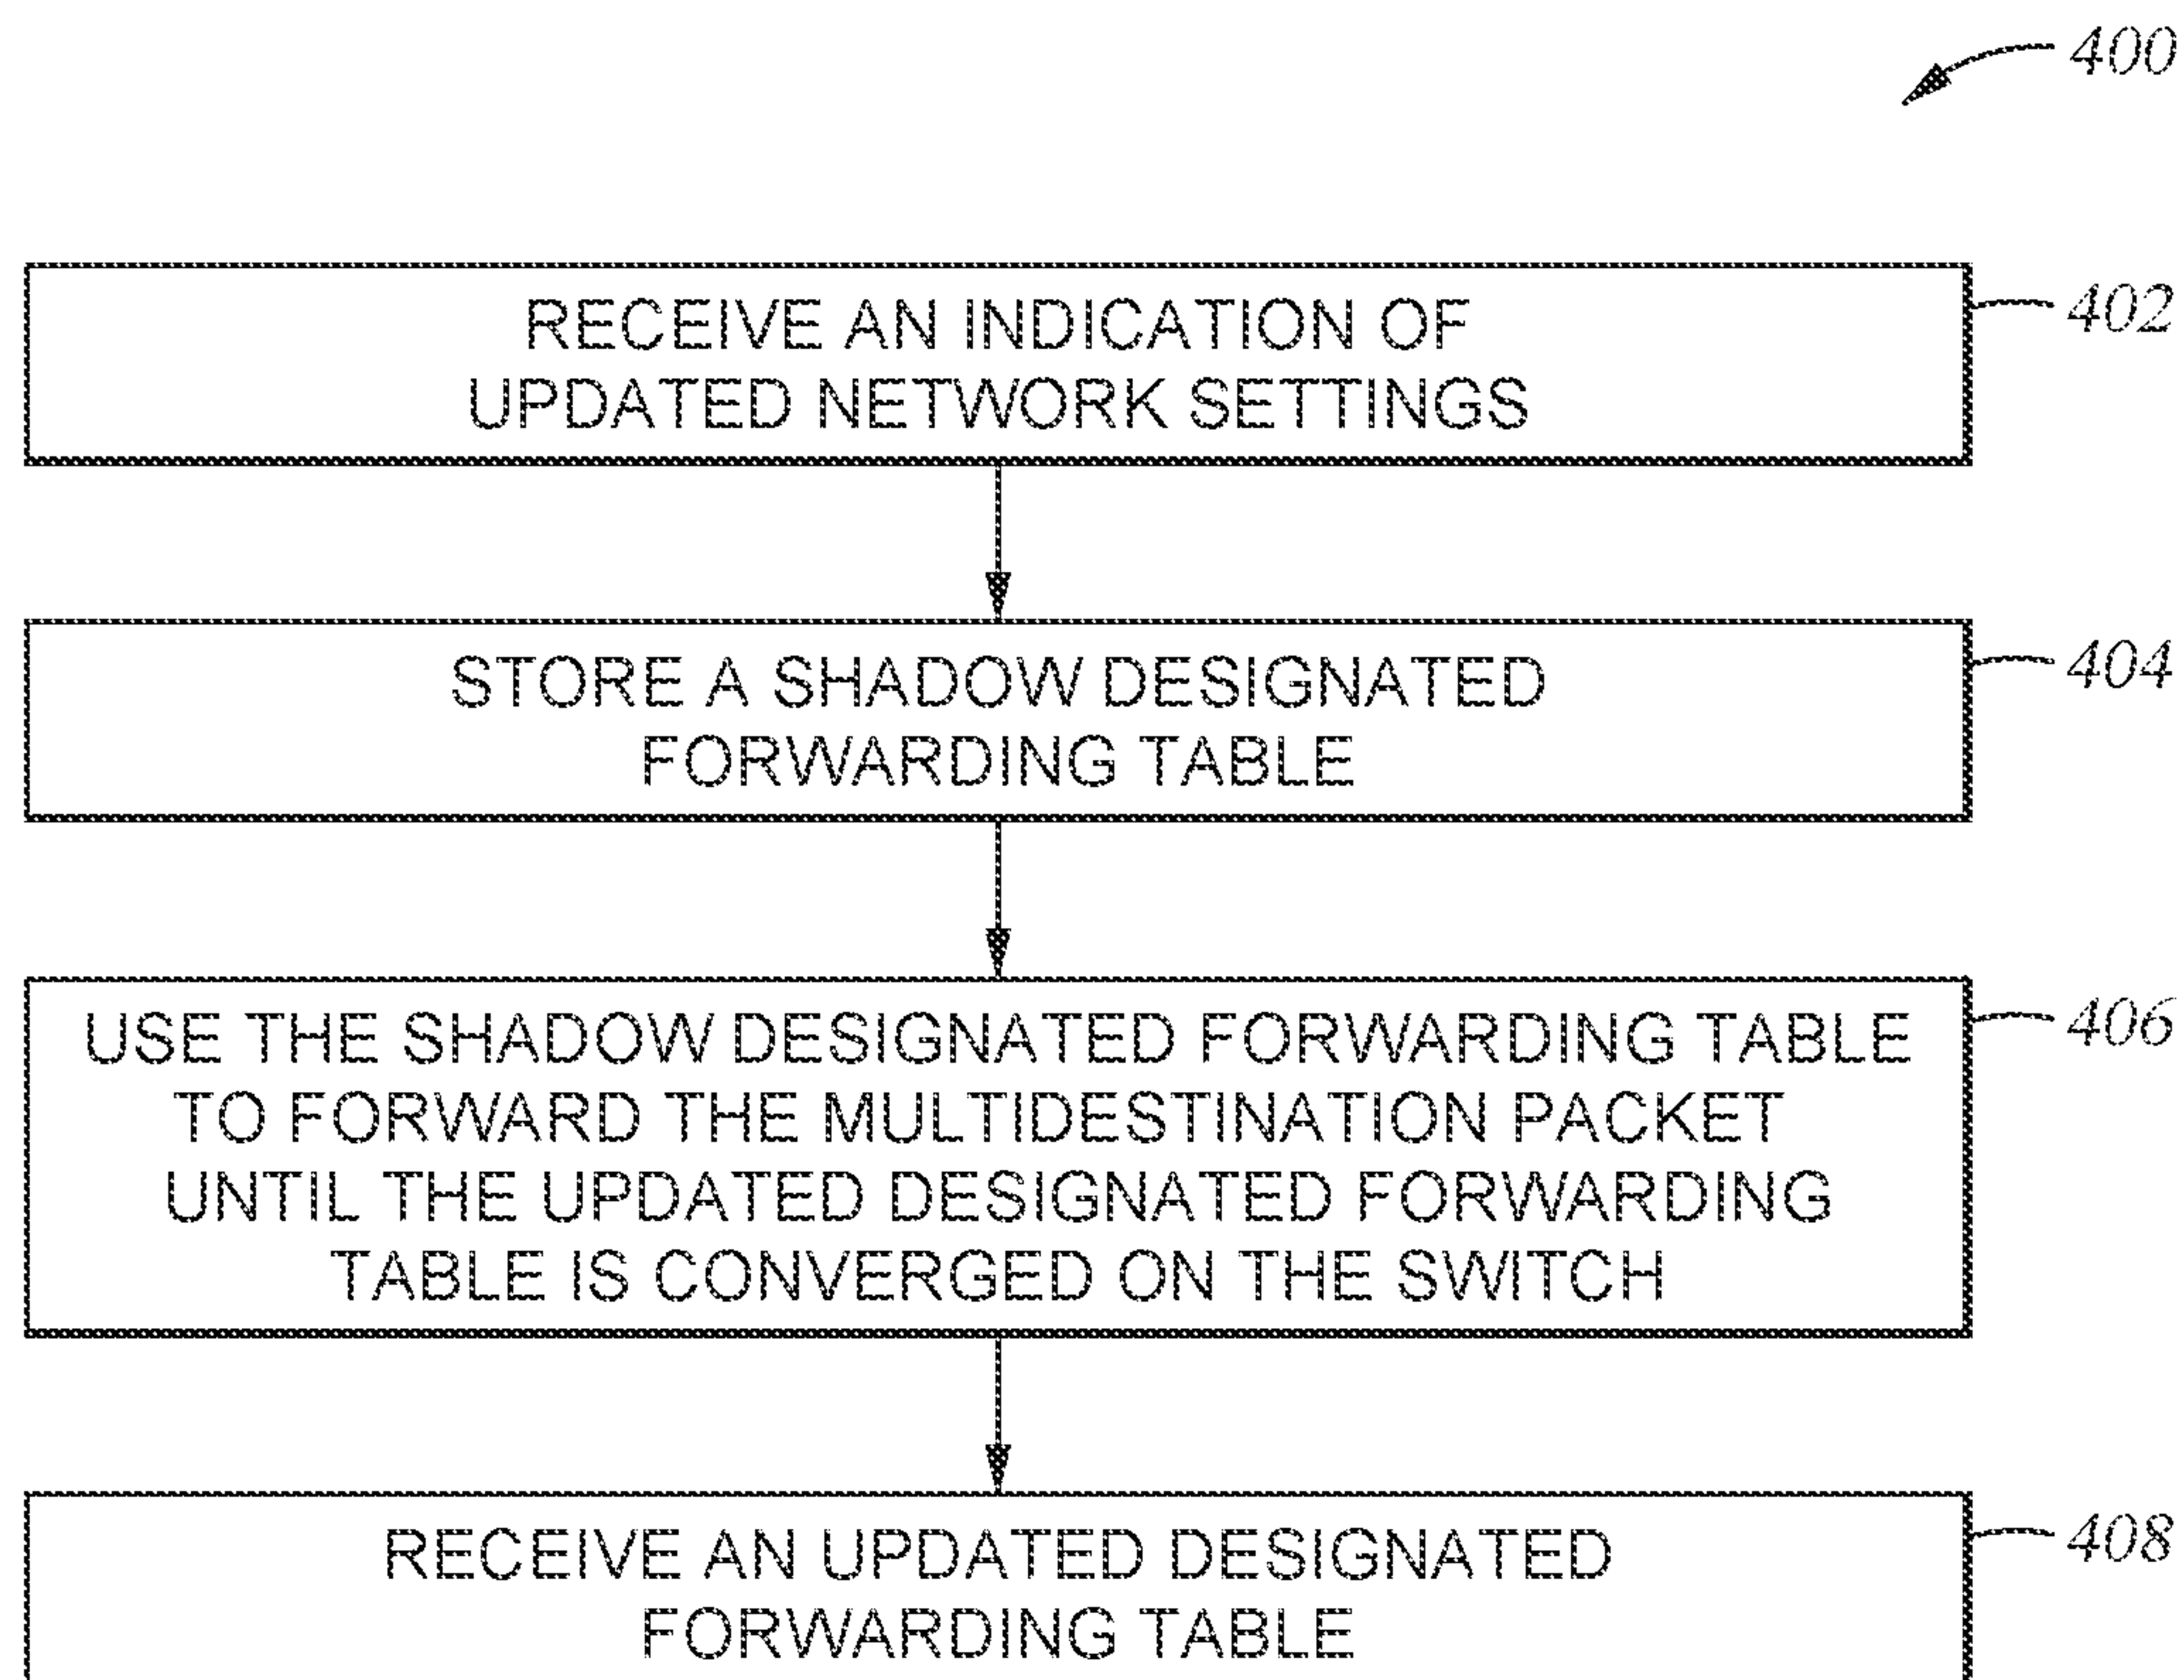 400
RECEIVE AN INDICATION OF
UPDATED NETWORK SETTINGS
402
STORE A SHADOW DESIGNATED
FORWARDING TABLE
404
USE THE SHADOW DESIGNATED FORWARDING TABLE
TO FORWARD THE MULTIDESTINATION PACKET
UNTIL THE UPDATED DESIGNATED FORWARDING
TABLE IS CONVERGED ON THE SWITCH
406
RECEIVE AN UPDATED DESIGNATED
FORWARDING TABLE
408